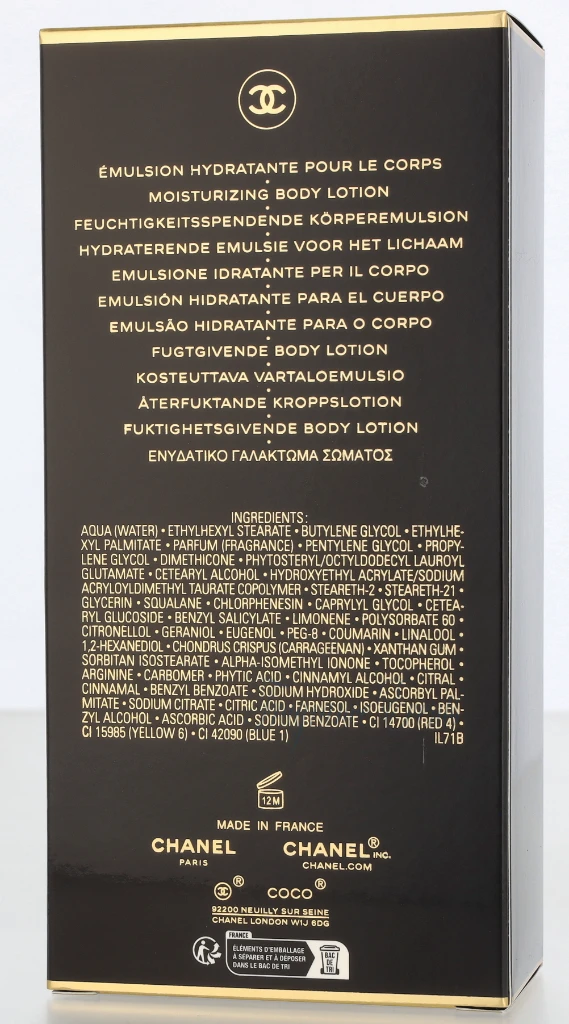 ÉMULSION HYDRATANTE POUR LE CORPS
•
MOISTURIZING BODY LOTION
•
FEUCHTIGKEITSSPENDENDE KÖRPEREMULSION
•
HYDRATERENDE EMULSIE VOOR HET LICHAAM
•
EMULSIONE IDRATANTE PER IL CORPO
•
EMULSIÓN HIDRATANTE PARA EL CUERPO
•
EMULSÃO HIDRATANTE PARA O CORPO
•
FUGTGIVENDE BODY LOTION
•
KOSTEUTTAVA VARTALOEMULSIO
•
ÅTERFUKTANDE KROPPSLOTION
•
FUKTIGHETSGIVENDE BODY LOTION
•
ΕΝΥΔΑΤΙΚΟ ΓΑΛΑΚΤΩΜΑ ΣΩΜΑΤΟΣ
INGREDIENTS:
AQUA (WATER) • ETHYLHEXYL STEARATE • BUTYLENE GLYCOL • ETHYLHE-
XYL PALMITATE • PARFUM (FRAGRANCE) • PENTYLENE GLYCOL • PROPY-
LENE GLYCOL • DIMETHICONE • PHYTOSTERYL/OCTYLDODECYL LAUROYL
GLUTAMATE • CETEARYL ALCOHOL • HYDROXYETHYL ACRYLATE/SODIUM
ACRYLOYLDIMETHYL TAURATE COPOLYMER • STEARETH-2 • STEARETH-21 •
GLYCERIN • SQUALANE • CHLORPHENESIN • CAPRYLYL GLYCOL • CETEA-
RYL GLUCOSIDE • BENZYL SALICYLATE • LIMONENE • POLYSORBATE 60 •
CITRONELLOL • GERANIOL • EUGENOL • PEG-8 • COUMARIN • LINALOOL •
1,2-HEXANEDIOL • CHONDRUS CRISPUS (CARRAGEENAN) • XANTHAN GUM •
SORBITAN ISOSTEARATE • ALPHA-ISOMETHYL IONONE • TOCOPHEROL •
ARGININE • CARBOMER • PHYTIC ACID • CINNAMYL ALCOHOL • CITRAL •
CINNAMAL • BENZYL BENZOATE • SODIUM HYDROXIDE • ASCORBYL PAL-
MITATE • SODIUM CITRATE • CITRIC ACID • FARNESOL • ISOEUGENOL • BEN-
ZYL ALCOHOL • ASCORBIC ACID • SODIUM BENZOATE • CI 14700 (RED 4) •
CI 15985 (YELLOW 6) • CI 42090 (BLUE 1) IL71B
12 M
MADE IN FRANCE
CHANEL CHANEL® INC.
PARIS CHANEL.COM
® COCO®
92200 NEUILLY SUR SEINE
CHANEL LONDON W1J 6DG
FRANCE
ÉLÉMENTS D'EMBALLAGE
À SÉPARER ET À DÉPOSER
DANS LE BAC DE TRI
BAC
DE
TRI